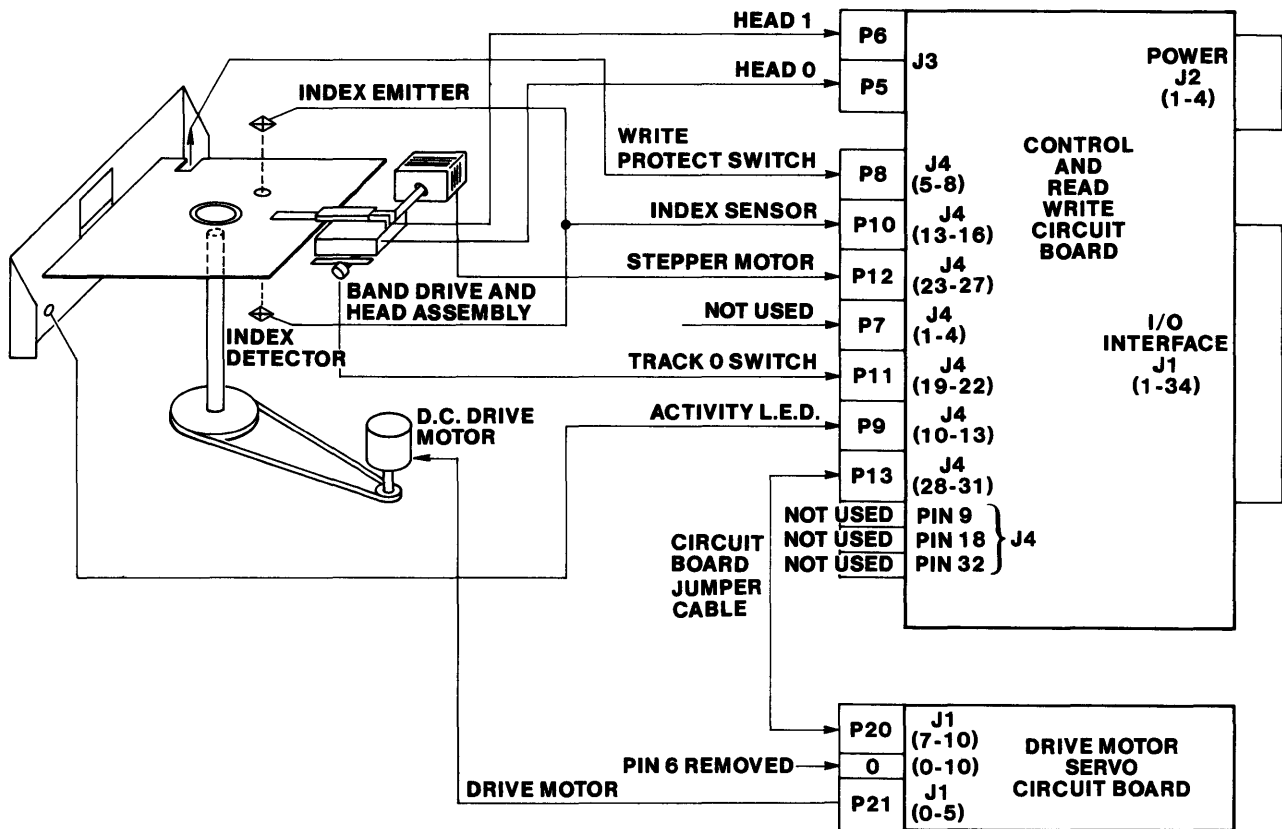 HEAD 1
P6
J3
POWER
J2
(1-4)
HEAD 0
P5
INDEX EMITTER
WRITE
PROTECT SWITCH
P8
J4
(5-8)
CONTROL
AND
READ
WRITE
CIRCUIT
BOARD
INDEX SENSOR
P10
J4
(13-16)
STEPPER MOTOR
P12
J4
(23-27)
BAND DRIVE AND
HEAD ASSEMBLY
NOT USED
P7
J4
(1-4)
I/O
INTERFACE
J1
(1-34)
INDEX
DETECTOR
TRACK 0 SWITCH
P11
J4
(19-22)
ACTIVITY L.E.D.
P9
J4
(10-13)
D.C. DRIVE
MOTOR
P13
J4
(28-31)
NOT USED PIN 9
NOT USED PIN 18
NOT USED PIN 32
J4
CIRCUIT
BOARD
JUMPER
CABLE
P20
J1
(7-10)
DRIVE MOTOR
SERVO
CIRCUIT BOARD
PIN 6 REMOVED
0
(0-10)
DRIVE MOTOR
P21
J1
(0-5)